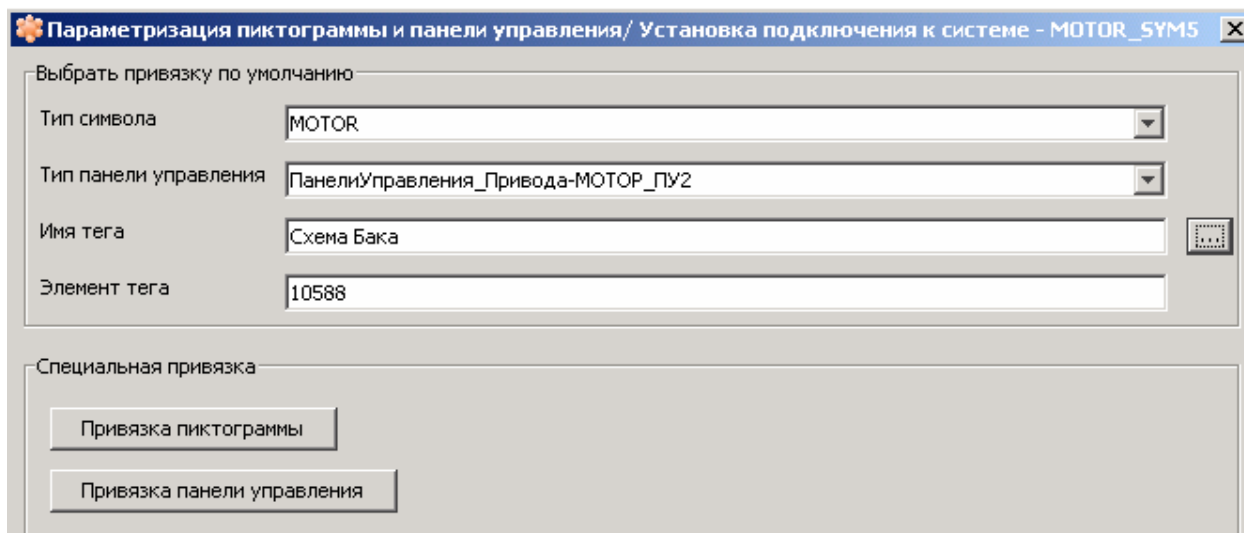 Параметризация пиктограммы и панели управления/ Установка подключения к системе - MOTOR_SYM5
Выбрать привязку по умолчанию
Тип символа MOTOR
Тип панели управления ПанелиУправления_Привода-МОТОР_ПУ2
Имя тега Схема Бака ...
Элемент тега 10588
Специальная привязка
Привязка пиктограммы
Привязка панели управления